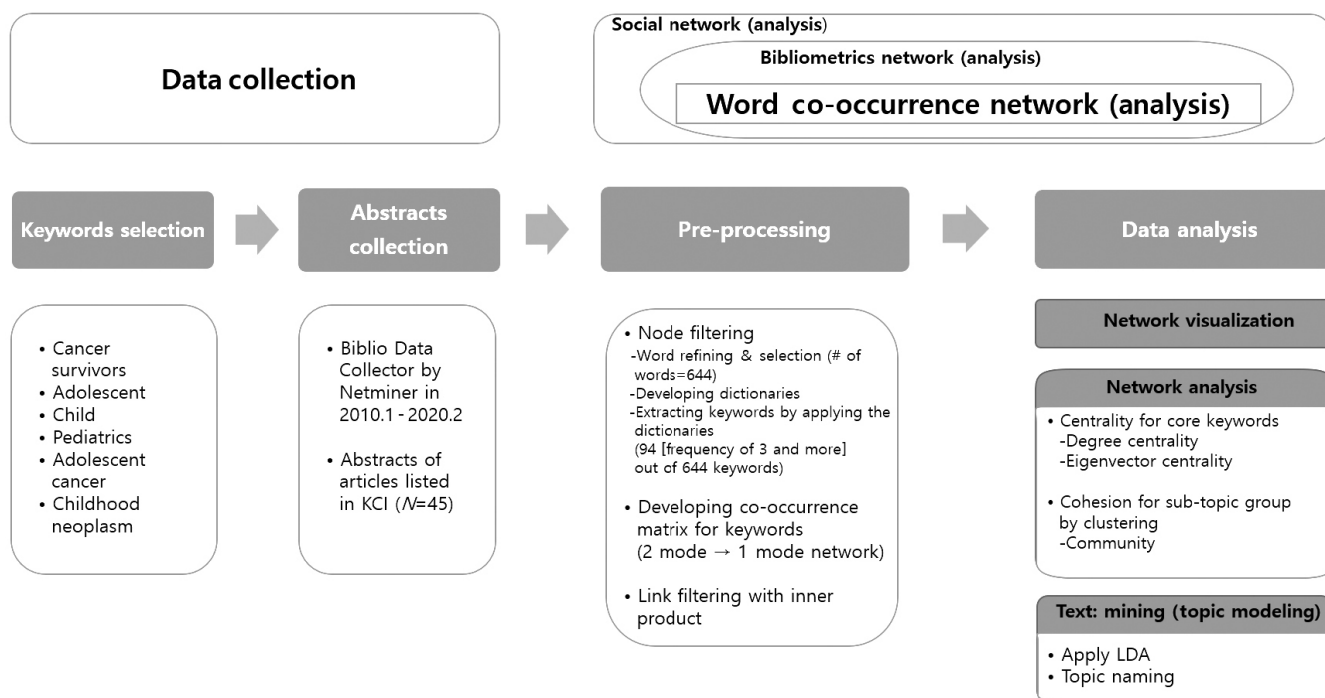 Data collection
Social network (analysis)
Bibliometrics network (analysis)
Word co-occurrence network (analysis)
Keywords selection
Abstracts
collection
Pre-processing
Data analysis
• Cancer
survivors
• Adolescent
• Child
• Pediatrics
• Adolescent
cancer
• Childhood
neoplasm
• Biblio Data
Collector by
Netminer in
2010.1 - 2020.2
• Abstracts of
articles listed
in KCI (N=45)
• Node filtering
-Word refining & selection (# of
words=644)
-Developing dictionaries
-Extracting keywords by applying the
dictionaries
(94 [frequency of 3 and more]
out of 644 keywords)
• Developing co-occurrence
matrix for keywords
(2 mode → 1 mode network)
• Link filtering with inner
product
Network visualization
Network analysis
• Centrality for core keywords
-Degree centrality
-Eigenvector centrality
• Cohesion for sub-topic group
by clustering
-Community
Text: mining (topic modeling)
• Apply LDA
• Topic naming